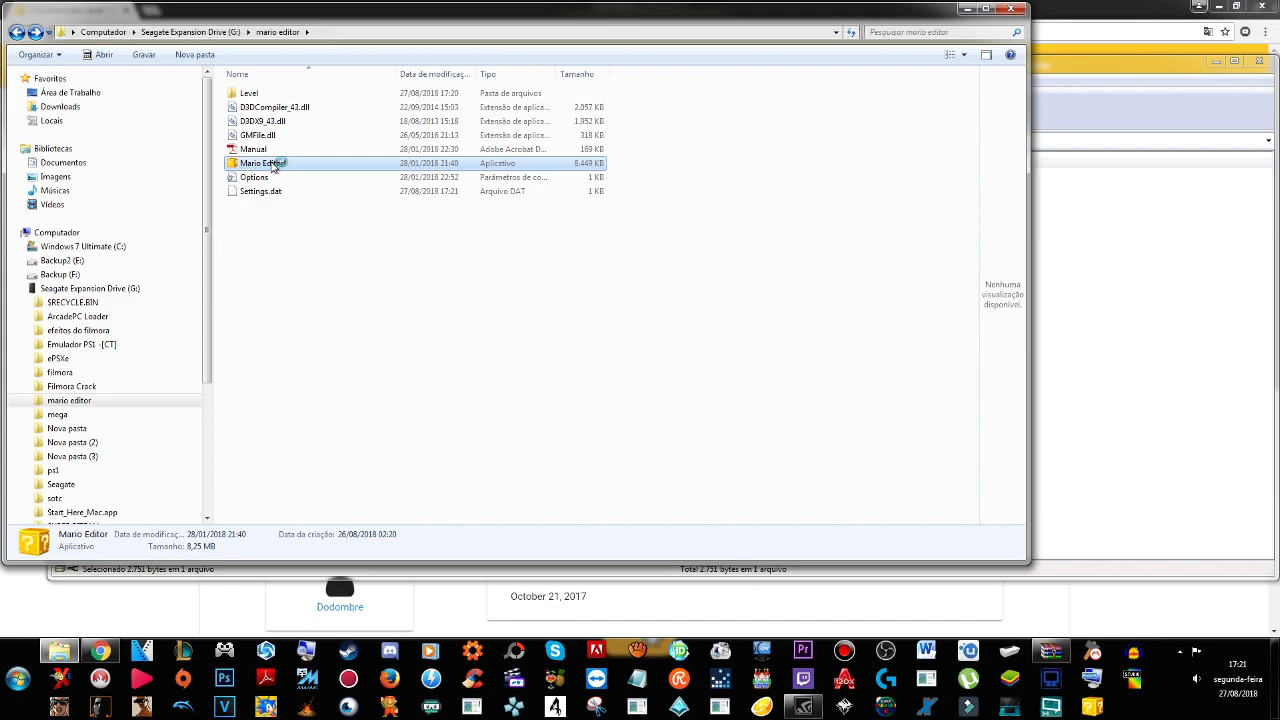 Computador
Seagate Expansion Drive (G:)
mario editor
Pesquisar mario editor
Organizar
Abrir
Gravar
Nova pasta
Favoritos
Área de Trabalho
Downloads
Locais
Bibliotecas
Documentos
Imagens
Músicas
Vídeos
Computador
Windows 7 Ultimate (C:)
Backup2 (E:)
Backup (F:)
Seagate Expansion Drive (G:)
$RECYCLE.BIN
ArcadePC Loader
efeitos do filmora
Emulador PS1 -[CT]
ePSXe
filmora
Filmora Crack
mario editor
mega
Nova pasta
Nova pasta (2)
Nova pasta (3)
ps1
Seagate
sotc
Start_Here_Mac.app
Nome Data de modificaç... Tipo Tamanho
Level 27/08/2018 17:20 Pasta de arquivos
D3DCompiler_43.dll 22/09/2014 15:03 Extensão de aplica... 2.057 KB
D3DX9_43.dll 18/08/2013 15:18 Extensão de aplica... 1.952 KB
GMFile.dll 26/05/2016 21:13 Extensão de aplica... 318 KB
Manual 28/01/2018 22:30 Adobe Acrobat D... 169 KB
Mario Editor 28/01/2018 21:40 Aplicativo 8.449 KB
Options 28/01/2018 22:52 Parâmetros de co... 1 KB
Settings.dat 27/08/2018 17:21 Arquivo DAT 1 KB
Nenhuma
visualização
disponível.
Mario Editor Data de modificaç... 28/01/2018 21:40 Data da criação: 26/08/2018 02:20
Aplicativo Tamanho: 8,25 MB
Selecionado 2.751 bytes em 1 arquivo
Total 2.751 bytes em 1 arquivo
Dodombre
October 21, 2017
17:21
segunda-feira
27/08/2018